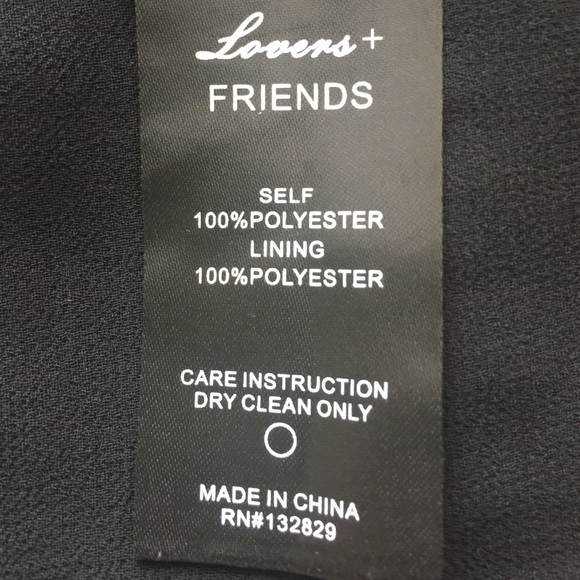 Lovers +
FRIENDS
SELF
100%POLYESTER
LINING
100%POLYESTER
CARE INSTRUCTION
DRY CLEAN ONLY
MADE IN CHINA
RN#132829